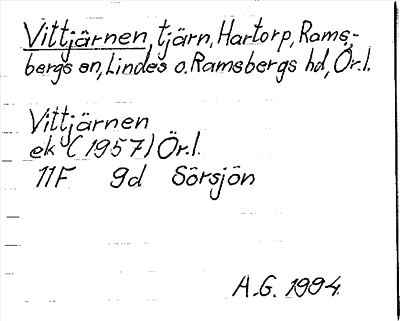 Vittjärnen, tjärn, Hartorp, Rams-
bergs sn, Lindes o. Ramsbergs hd, Ör.l.
Vittjärnen
ek (1957) Ör.l.
11F 9d Sörsjön
A.G. 1994.